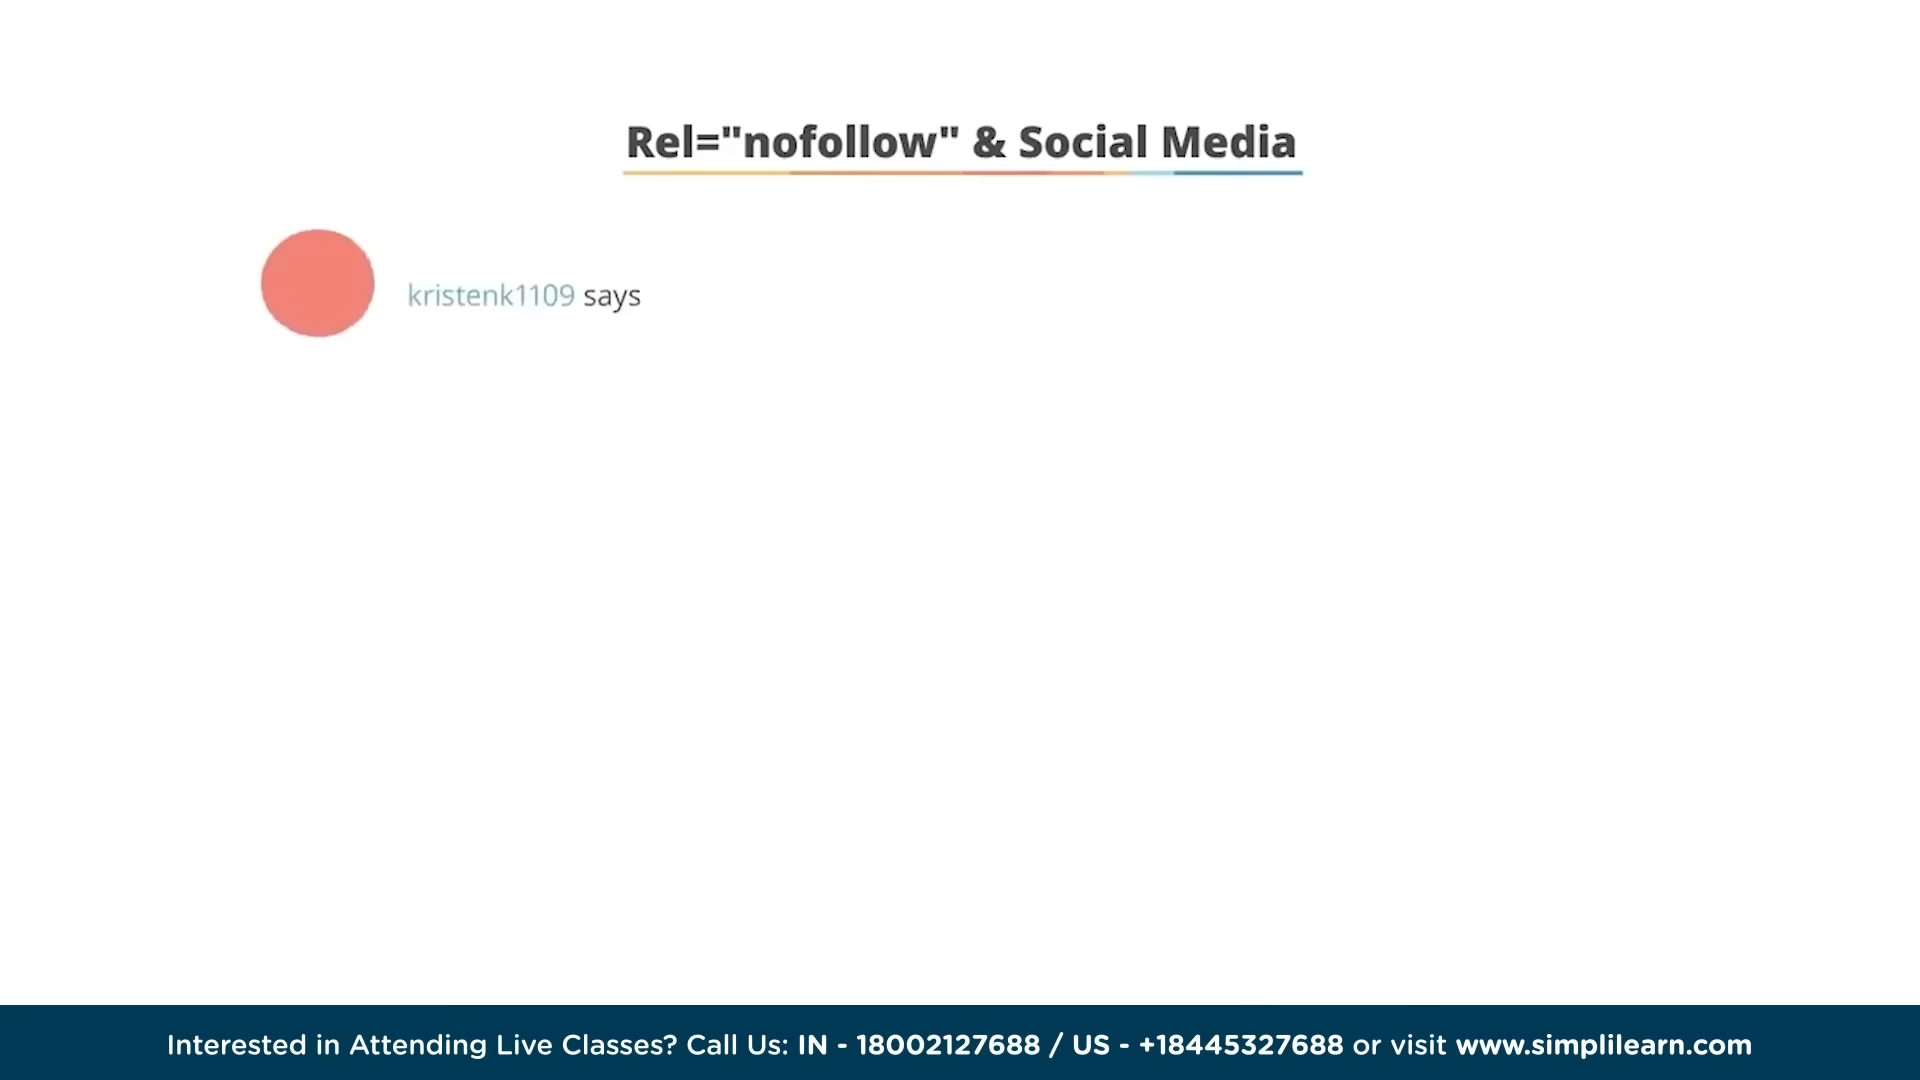 Rel="nofollow" & Social Media
kristenk1109 says
Interested in Attending Live Classes? Call Us: IN - 18002127688 / US - +18445327688 or visit www.simplilearn.com